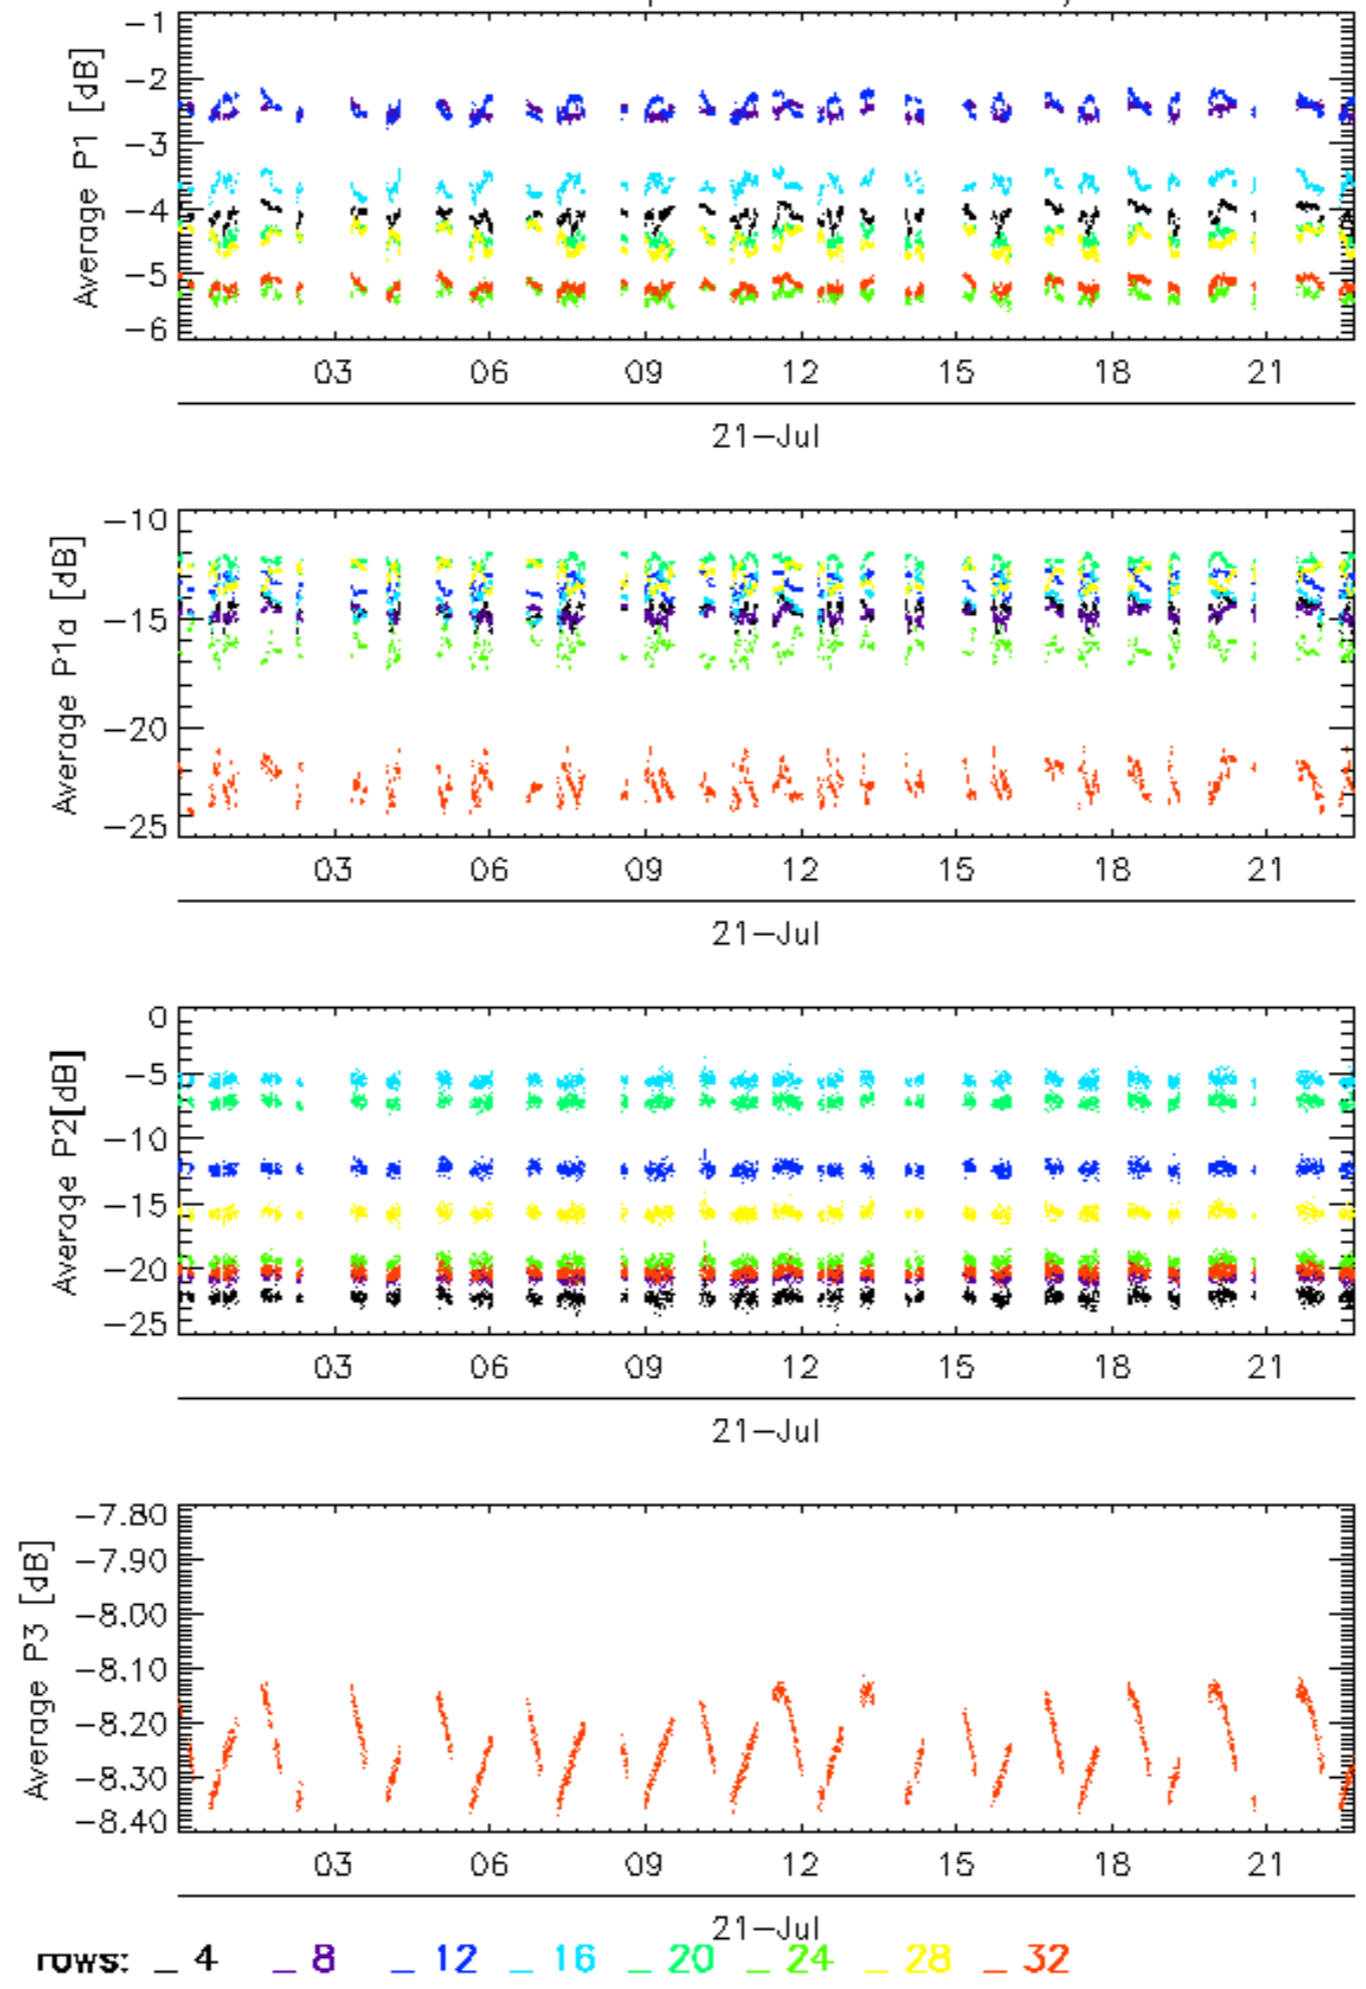 Average P1 [dB]
-1
-2
-3
-4
-5
-6
03 06 09 12 15 18 21
21-Jul
Average P1a [dB]
-10
-15
-20
-25
03 06 09 12 15 18 21
21-Jul
Average P2[dB]
0
-5
-10
-15
-20
-25
03 06 09 12 15 18 21
21-Jul
Average P3 [dB]
-7.80
-7.90
-8.00
-8.10
-8.20
-8.30
-8.40
03 06 09 12 15 18 21
21-Jul
rows: _ 4 _ 8 _ 12 _ 16 _ 20 _ 24 _ 28 _ 32